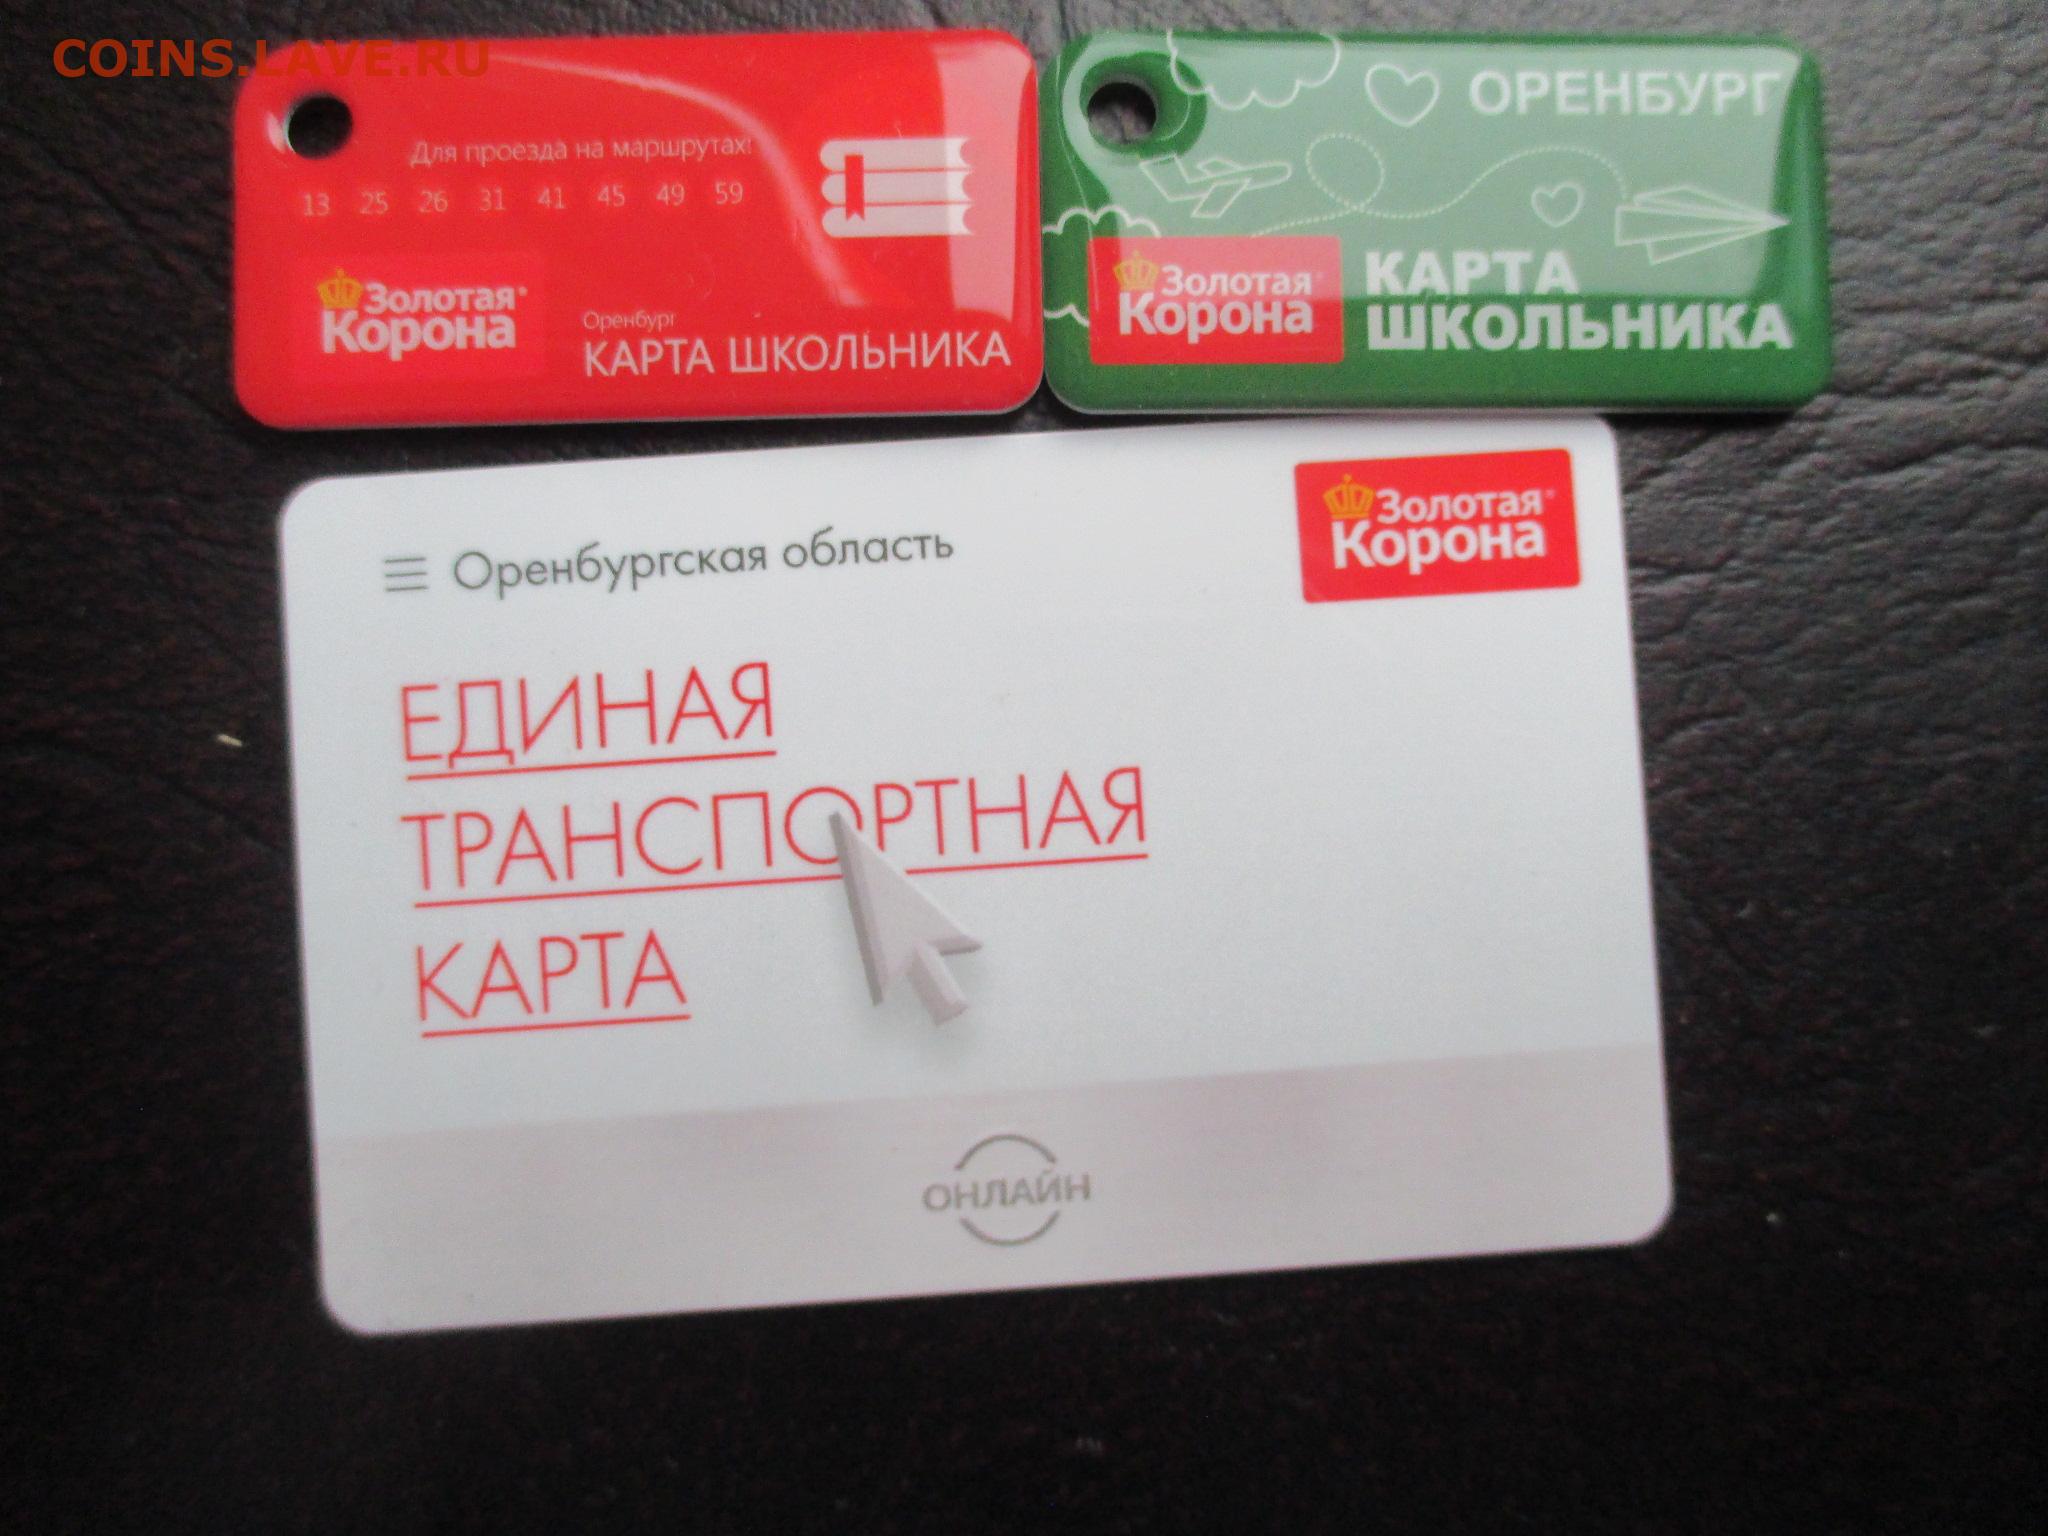 COINS.LAVE.RU
Для проезда на маршрутах:
13 25 26 31 41 45 49 59
Золотая
Корона
Оренбург
КАРТА ШКОЛЬНИКА
ОРЕНБУРГ
Золотая
Корона
КАРТА
ШКОЛЬНИКА
Оренбургская область
Золотая
Корона
ЕДИНАЯ
ТРАНСПОРТНАЯ
КАРТА
ОНЛАЙН